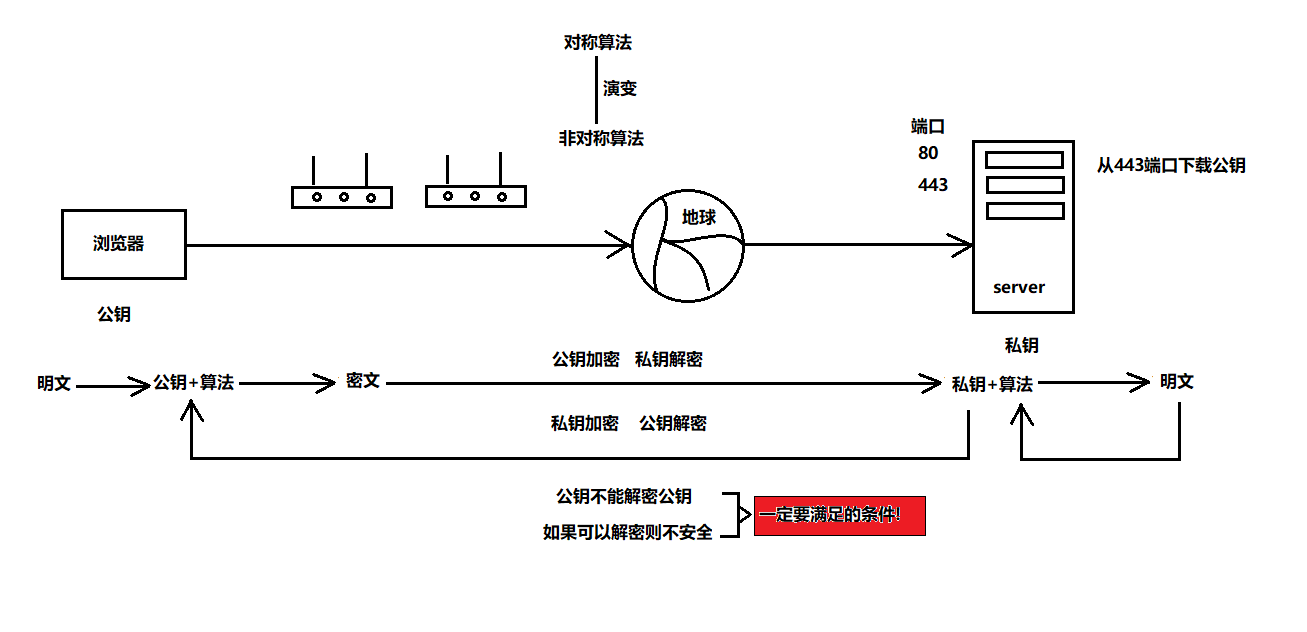 对称算法
演变
非对称算法
端口
80
443
从443端口下载公钥
地球
浏览器
server
公钥
私钥
公钥加密 私钥解密
明文
公钥+算法
密文
私钥+算法
明文
私钥加密 公钥解密
公钥不能解密公钥
如果可以解密则不安全
一定要满足的条件!